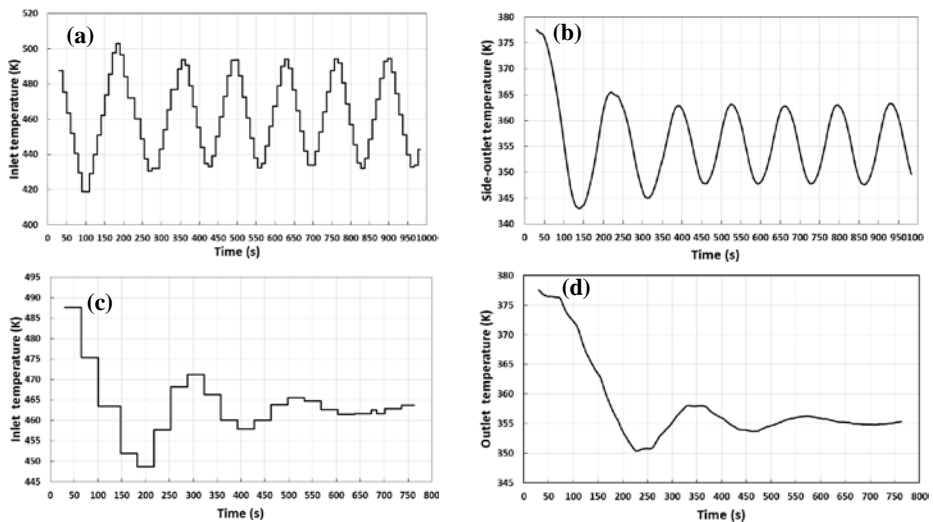 (a)
Inlet temperature (K)
520
500
480
460
440
420
400
0 50 100 150 200 250 300 350 400 450 500 550 600 650 700 750 800 850 900 950 1000
Time (s)
(b)
Side-outlet temperature (K)
380
375
370
365
360
355
350
345
340
0 50 100 150 200 250 300 350 400 450 500 550 600 650 700 750 800 850 900 950 100
Time (s)
(c)
Inlet temperature (K)
495
490
485
480
475
470
465
460
455
450
445
0 50 100 150 200 250 300 350 400 450 500 550 600 650 700 750 800
Time (s)
(d)
Outlet temperature (K)
380
375
370
365
360
355
350
345
0 50 100 150 200 250 300 350 400 450 500 550 600 650 700 750 800
Time (s)